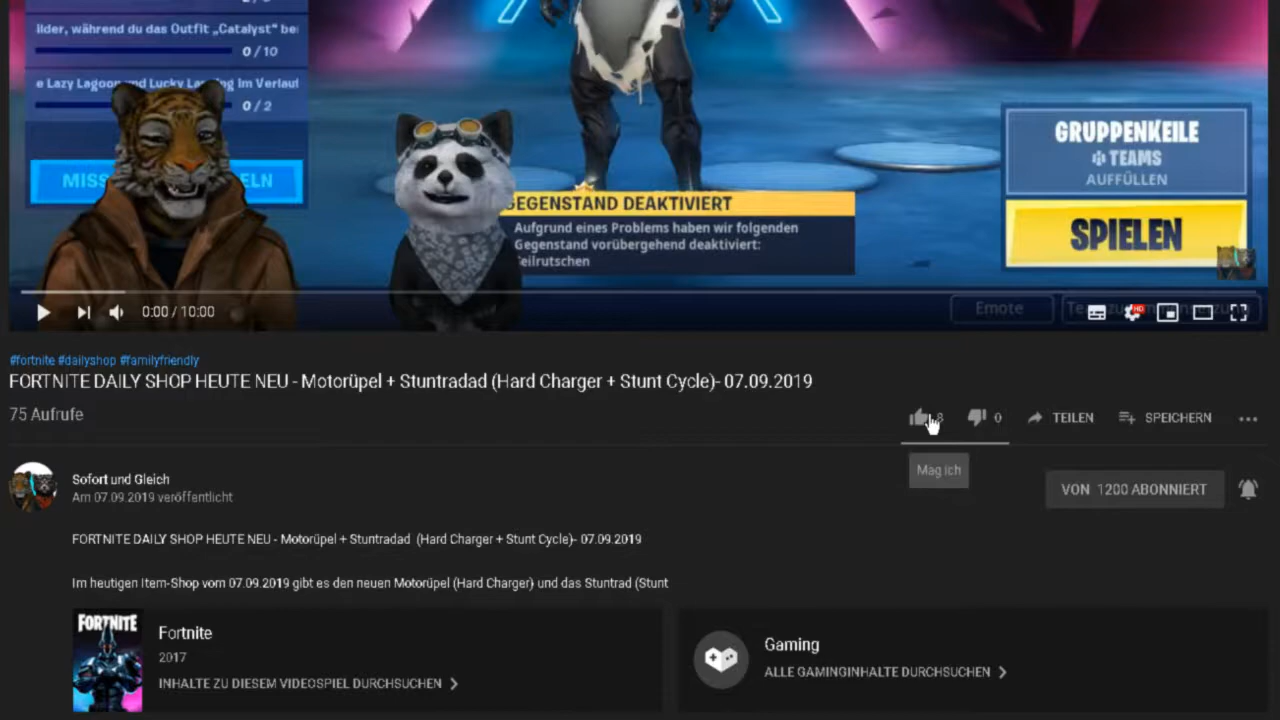 ilder, während du das Outfit „Catalyst“ be
0 / 10
e Lazy Lagoon und Lucky Landing Im Verlauf
0 / 2
MISS ELN
GRUPPENKEILE
TEAMS
AUFFÜLLEN
SPIELEN
GEGENSTAND DEAKTIVIERT
Aufgrund eines Problems haben wir folgenden
Gegenstand vorübergehend deaktiviert:
eilrutschen
0:00 / 10:00
HD
Emote
#fortnite #dailyshop #familyfriendly
FORTNITE DAILY SHOP HEUTE NEU - Motorüpel + Stuntradad (Hard Charger + Stunt Cycle)- 07.09.2019
75 Aufrufe
8
0
TEILEN
SPEICHERN
Mag ich
Sofort und Gleich
Am 07.09.2019 veröffentlicht
VON 1200 ABONNIERT
FORTNITE DAILY SHOP HEUTE NEU - Motorüpel + Stuntradad (Hard Charger + Stunt Cycle)- 07.09.2019
Im heutigen Item-Shop vom 07.09.2019 gibt es den neuen Motorüpel (Hard Charger) und das Stuntrad (Stunt
FORTNITE
Fortnite
2017
INHALTE ZU DIESEM VIDEOSPIEL DURCHSUCHEN
Gaming
ALLE GAMINGINHALTE DURCHSUCHEN